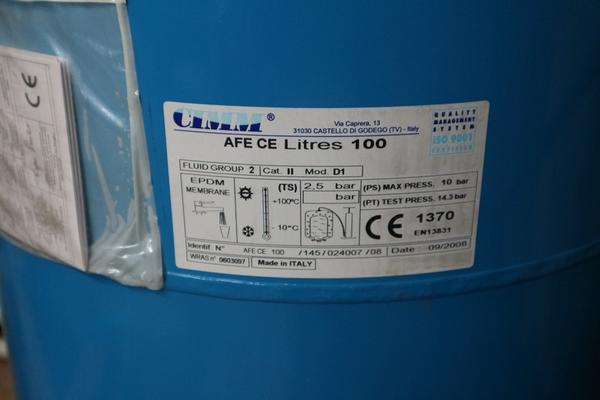 CIMM®
Via Caprera, 13
31030 CASTELLO DI GODEGO (TV) - Italy
QUALITY
MANAGEMENT
SYSTEM
ISO 9001
AFE CE Litres 100
FLUID GROUP 2 Cat. II Mod. D1
EPDM
MEMBRANE
(TS)
+100°C
-10°C
2,5 bar
bar
(PS) MAX PRESS. 10 bar
(PT) TEST PRESS. 14.3 bar
CE 1370
EN13831
Identif. N° AFE CE 100 /1457024007 /08 Date 09/2008
WRAS n° 0603097 Made in ITALY
CE